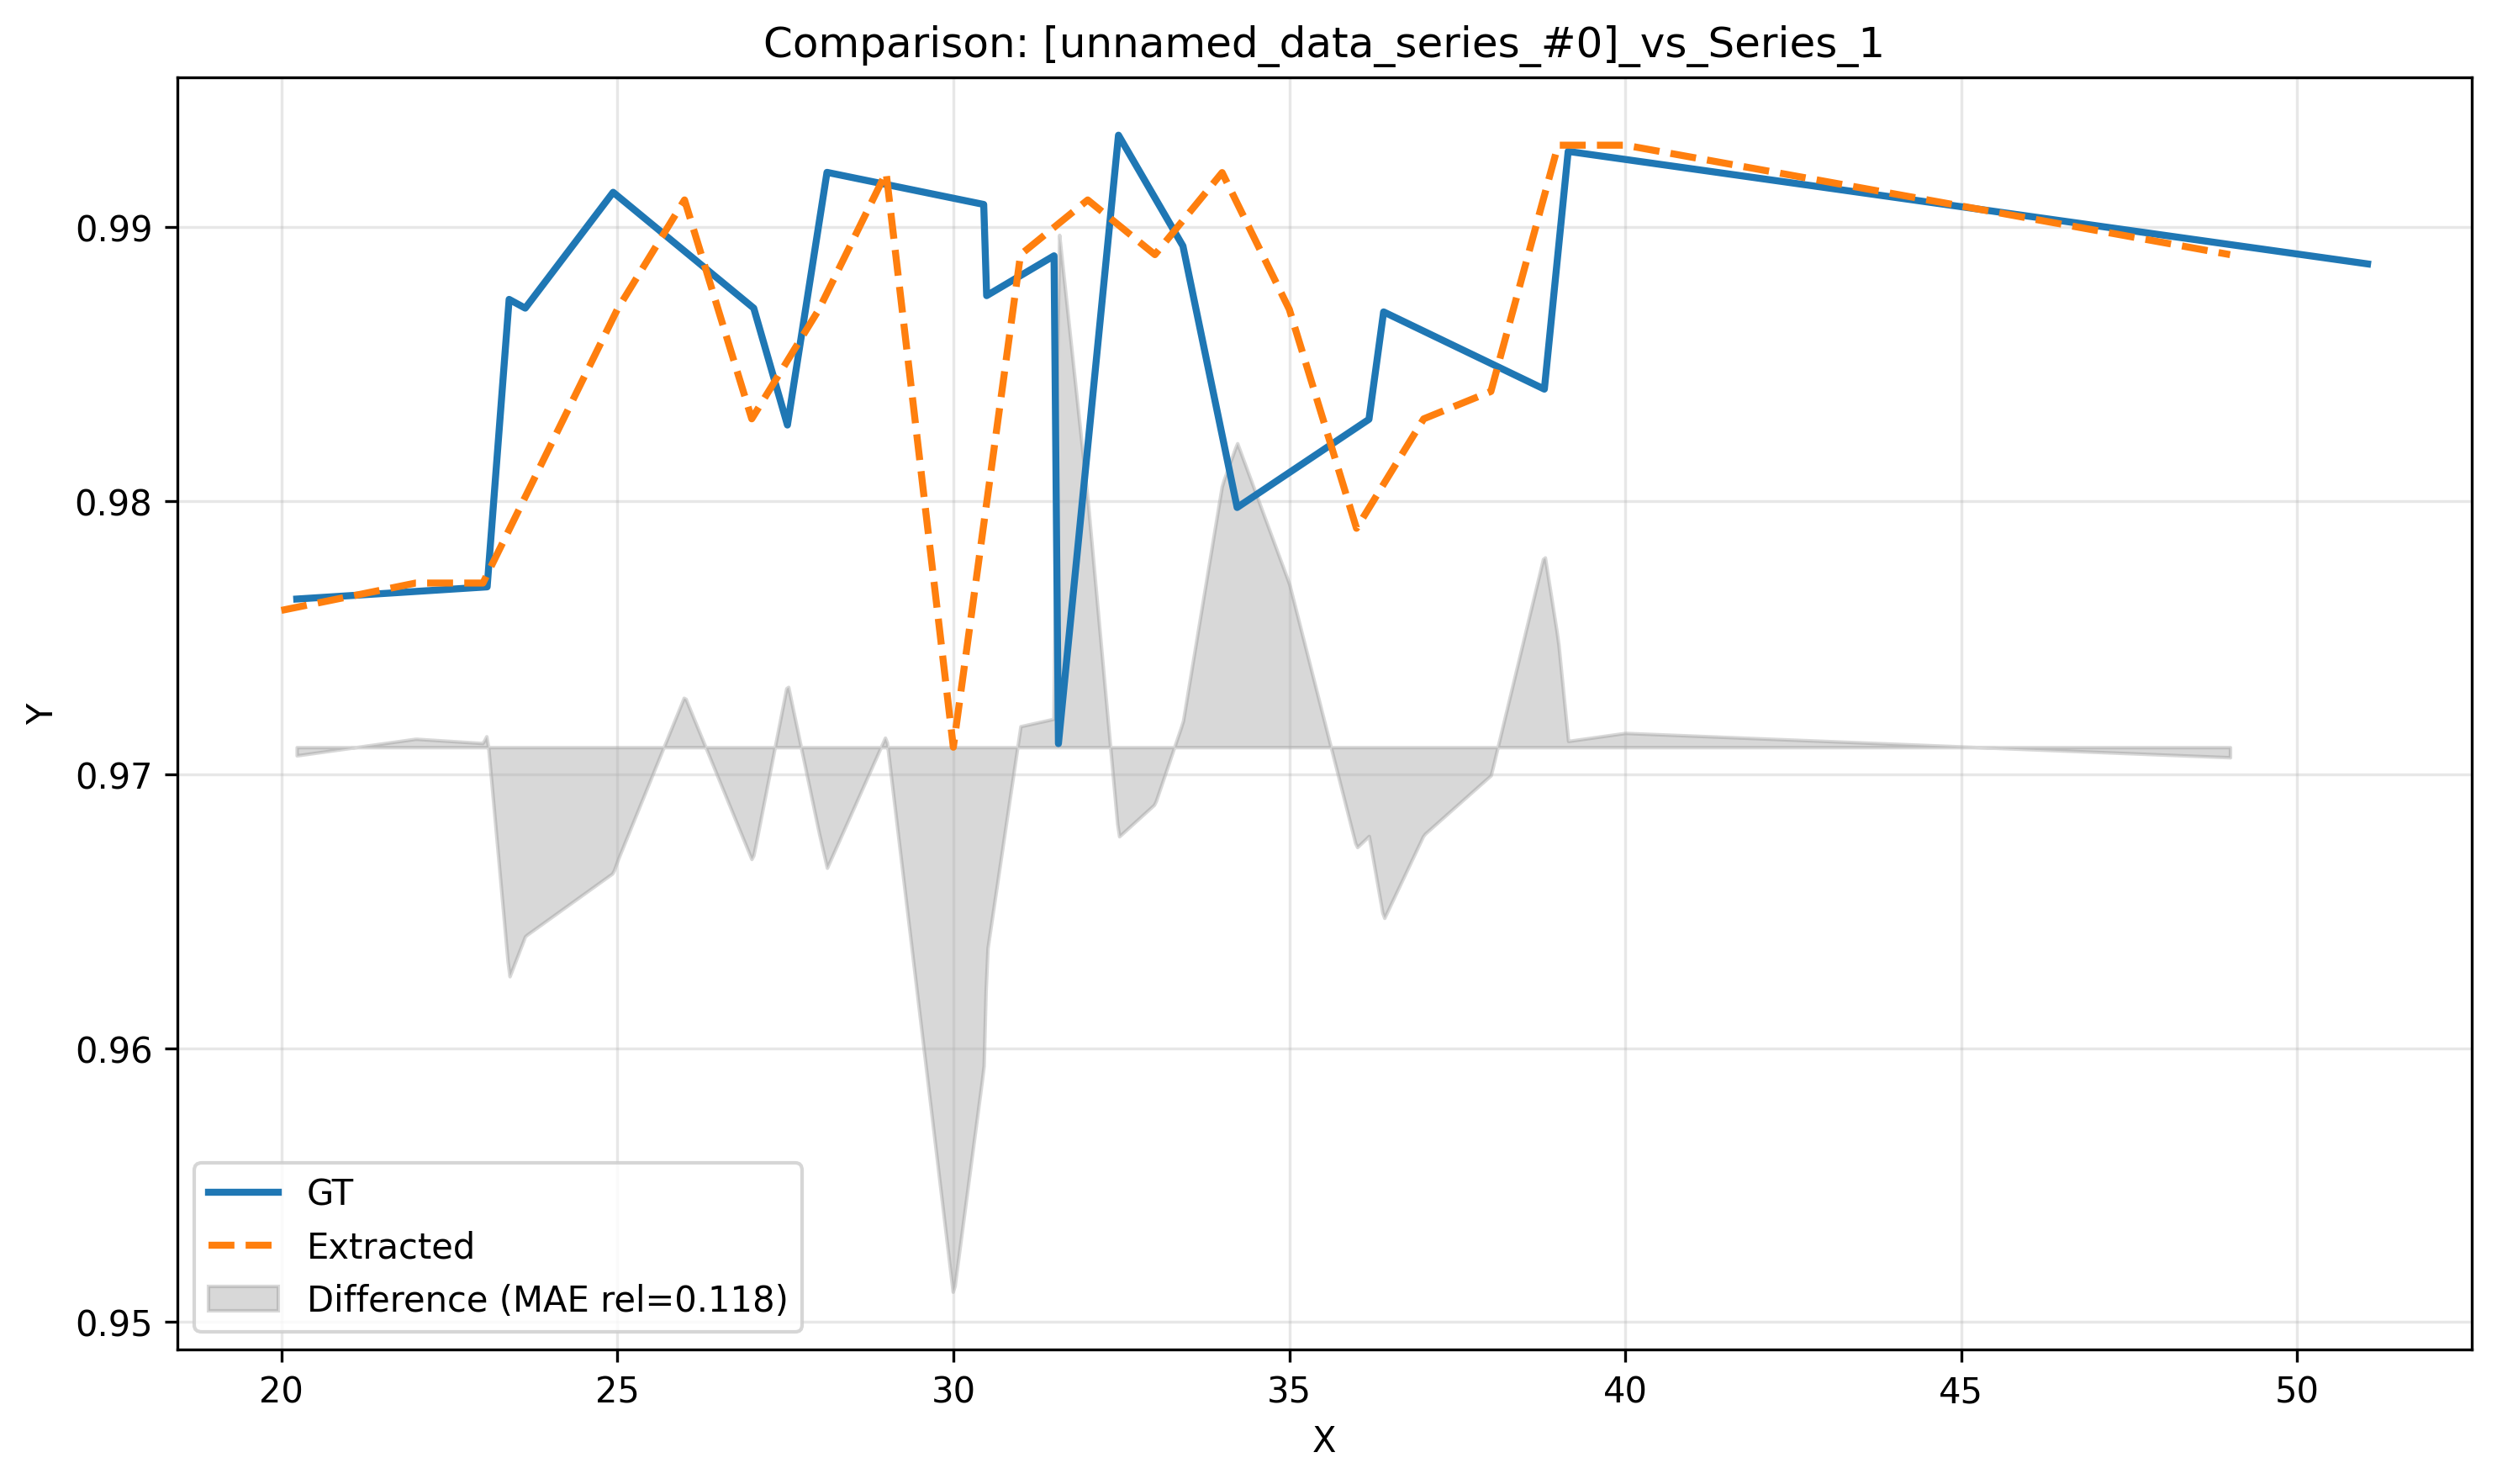 Comparison: [unnamed_data_series_#0]_vs_Series_1
Y
0.99
0.98
0.97
0.96
0.95
GT
Extracted
Difference (MAE rel=0.118)
20 25 30 35 40 45 50
X